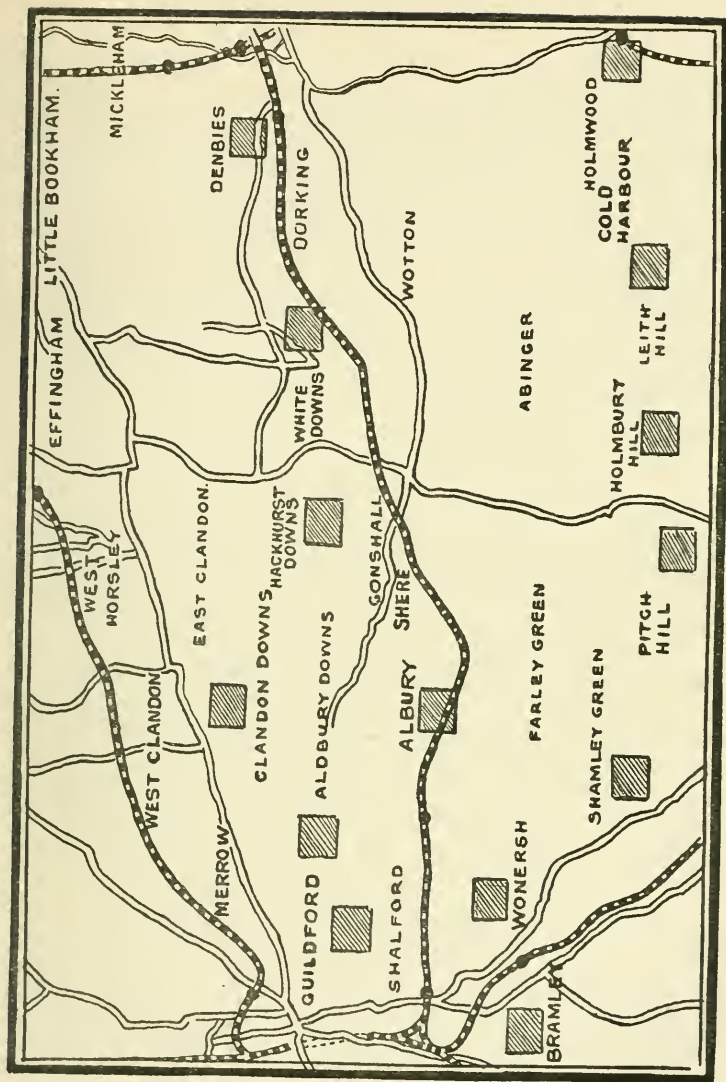 EFFINGHAM
LITTLE BOOKHAM.
MICKLEHAM
WEST
HORSLEY
WEST CLANDON
EAST CLANDON.
MERROW
DENBIES
CLANDON DOWNS
HACKHURST
DOWNS
WHITE
DOWNS
DORKING
GUILDFORD
ALDBURY DOWNS
GONSHALL
SHALFORD
ALBURY
SHERE
WOTTON
WONERSH
FARLEY GREEN
ABINGER
BRAMLEY
SHAMLEY GREEN
PITCH
HILL
HOLMBURY
HILL
LEITH
HILL
COLD
HARBOUR
HOLMWOOD